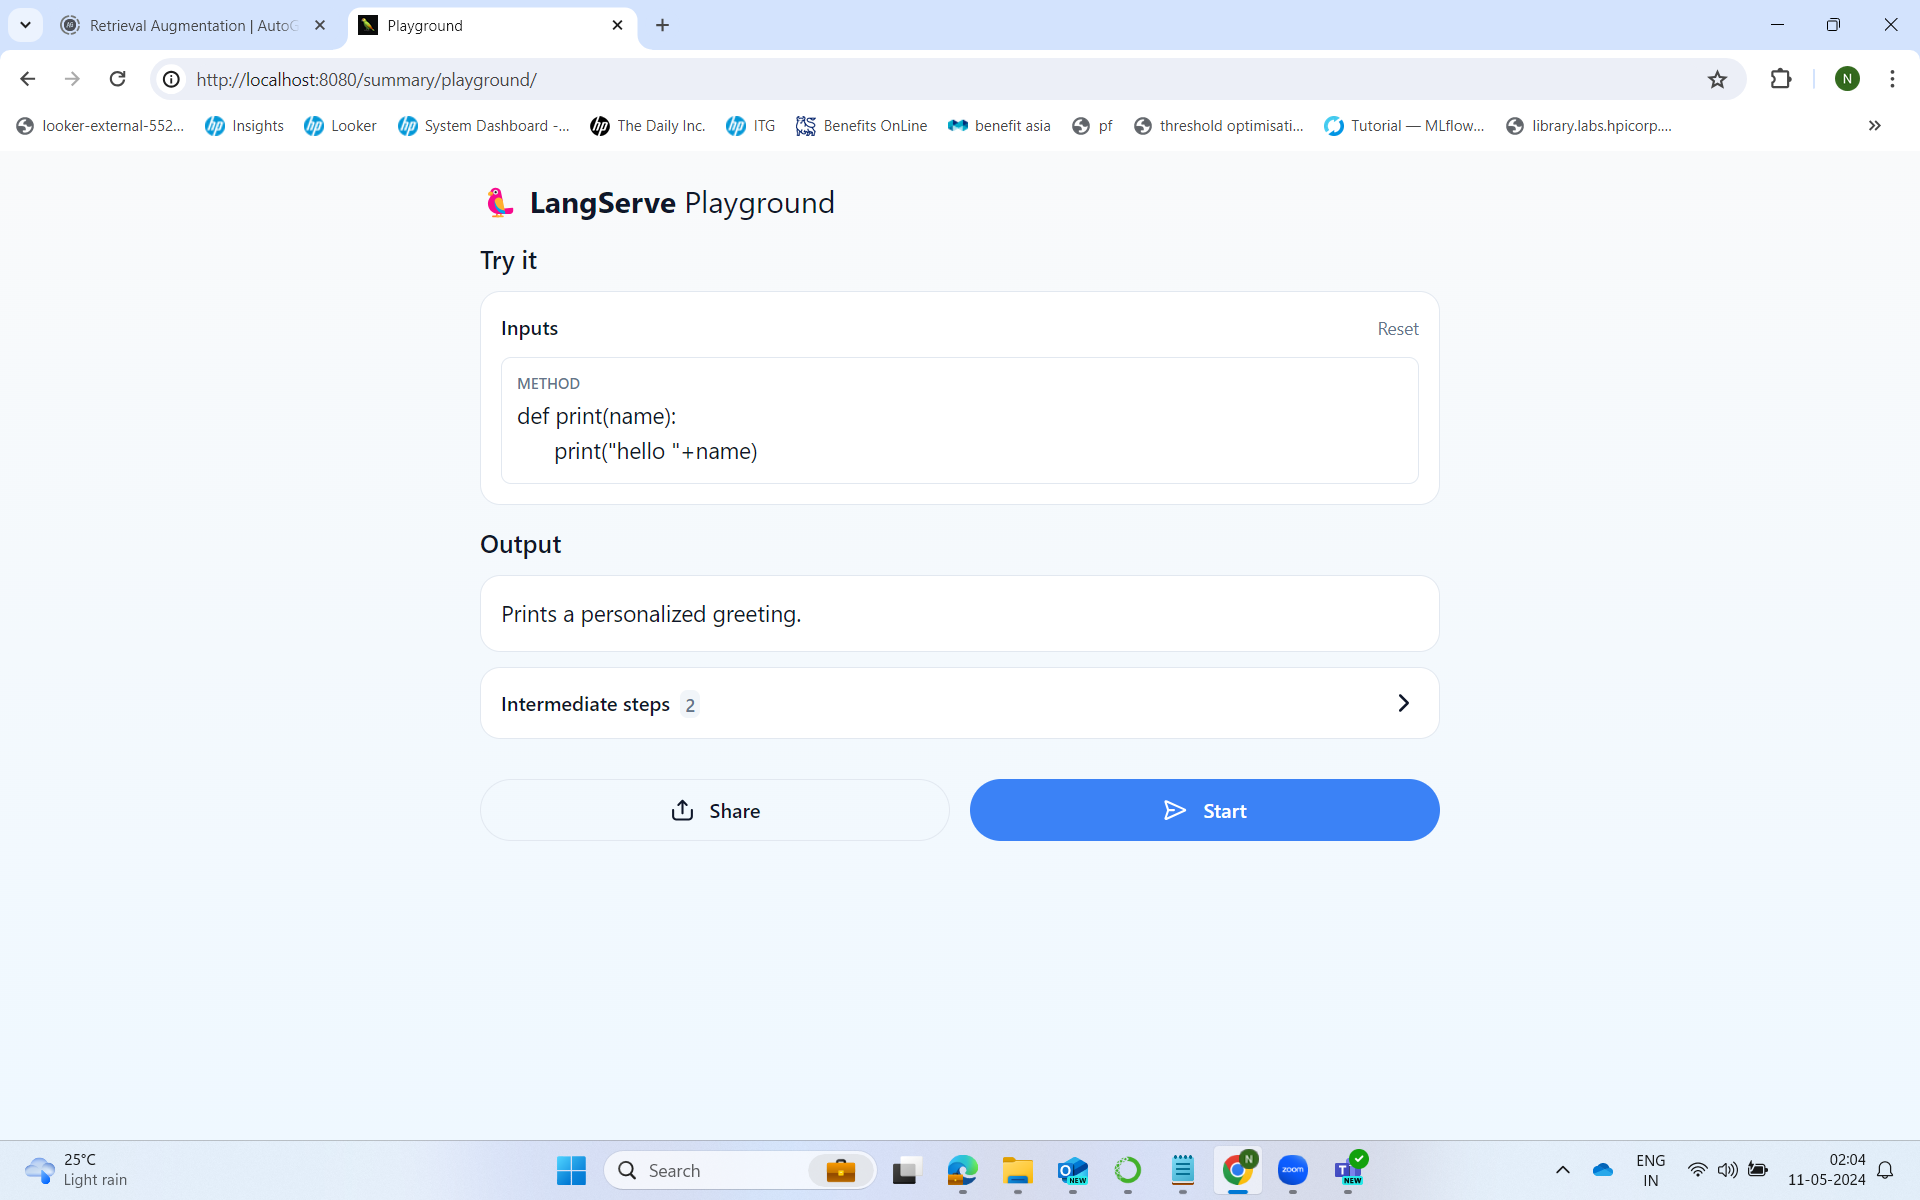 Retrieval Augmentation | AutoG
Playground
http://localhost:8080/summary/playground/
N
looker-external-552...
Insights
Looker
System Dashboard -...
The Daily Inc.
ITG
Benefits OnLine
benefit asia
pf
threshold optimisati...
Tutorial — MLflow...
library.labs.hpicorp....
LangServe Playground
Try it
Inputs
Reset
METHOD
def print(name):
print("hello "+name)
Output
Prints a personalized greeting.
Intermediate steps 2
Share
Start
25°C
Light rain
Search
NEW
N
zoom
NEW
ENG
IN
02:04
11-05-2024